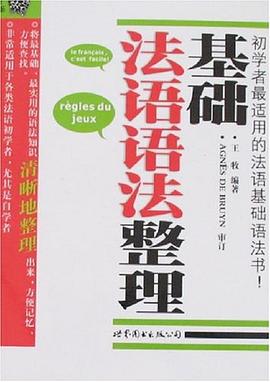 初学者最适用的法语基础语法书！
基础
法语语法
整理
·王 牧 编著
·AGNÈS DE BRUYN 审订
le français,
c'est facile!
règles du
jeux
※将最基础、最实用的语法知识，清晰地整理出来，方便记忆、
方便查找。
※非常适用于各类法语初学者，尤其是自学者
世界图书出版公司